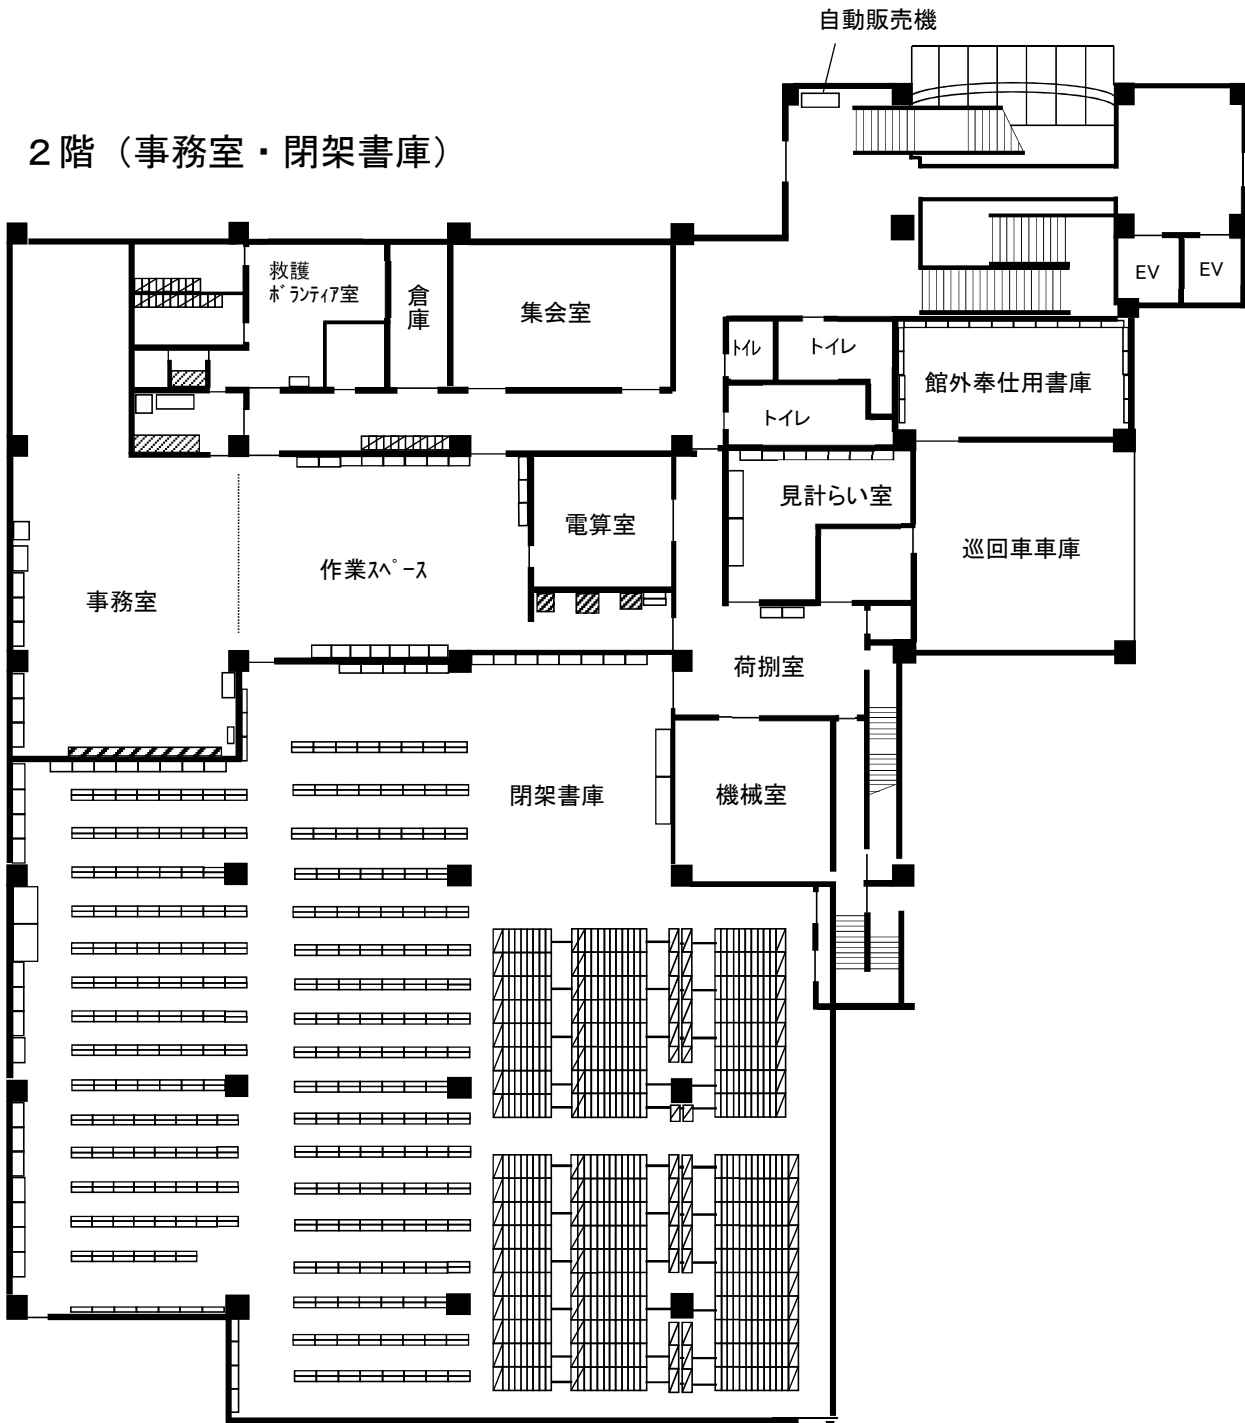 自動販売機
２階（事務室・閉架書庫）
救護
ﾎﾞﾗﾝﾃｨｱ室
倉
庫
集会室
ﾄｲﾚ
トイレ
トイレ
EV
EV
館外奉仕用書庫
見計らい室
電算室
作業ｽﾍﾟｰｽ
事務室
巡回車車庫
荷捌室
閉架書庫
機械室